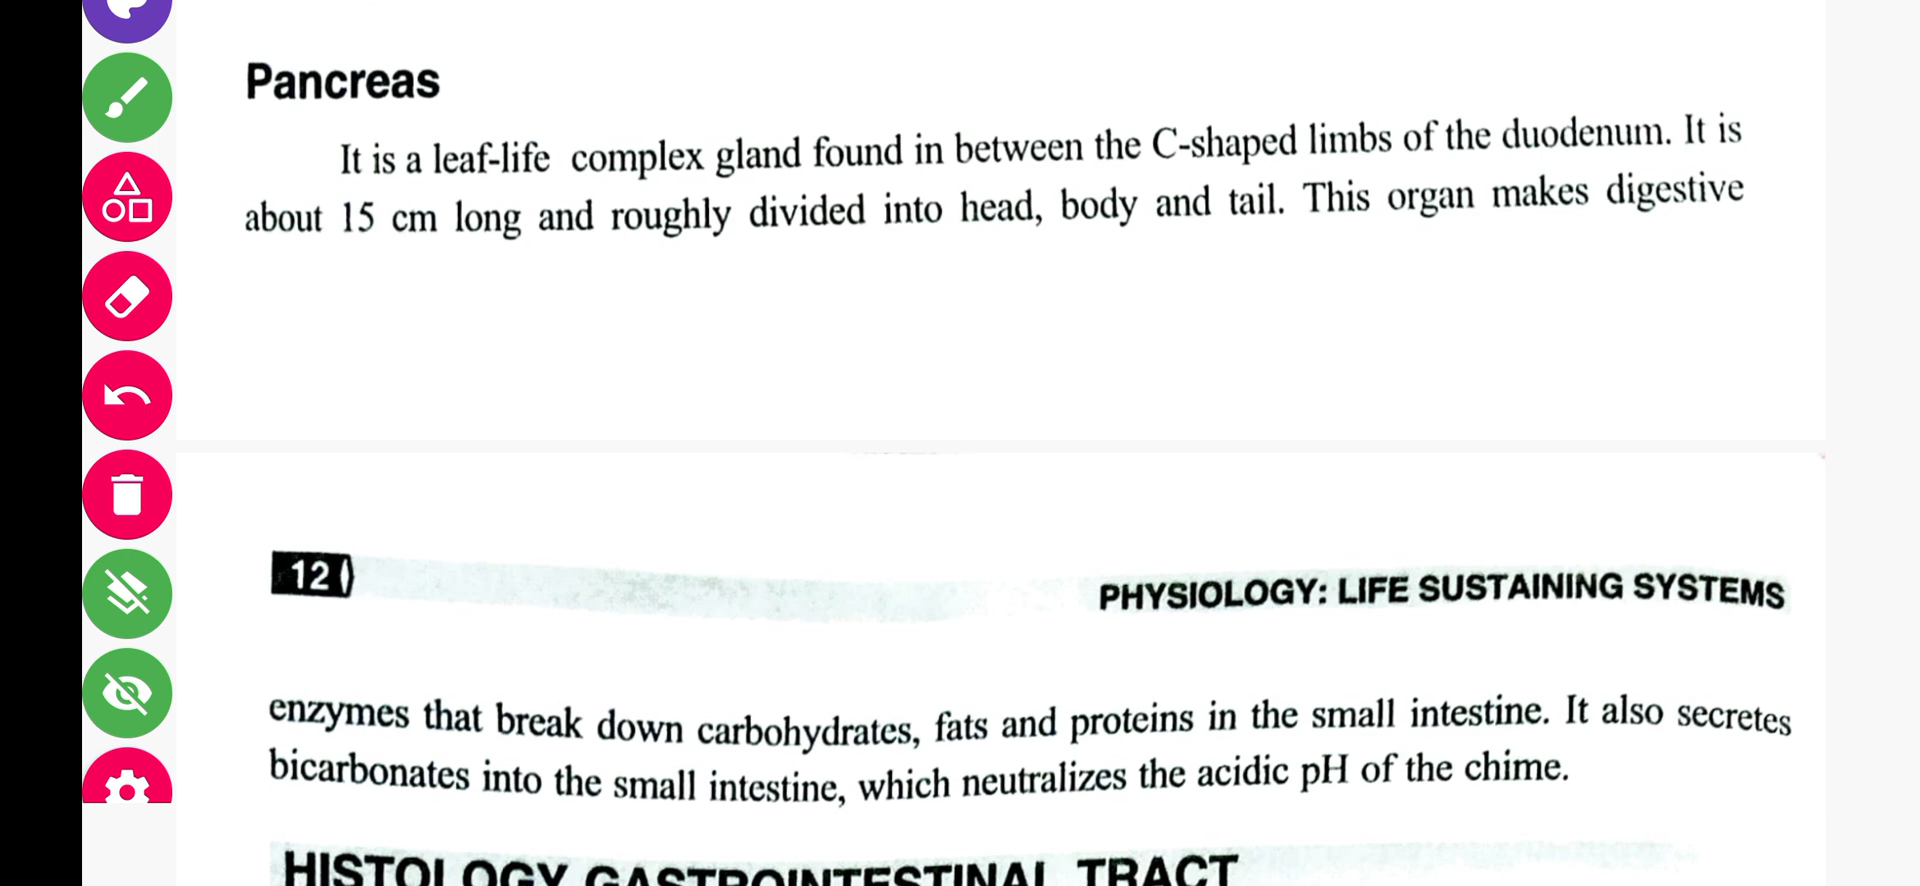 Pancreas
It is a leaf-life complex gland found in between the C-shaped limbs of the duodenum. It is
about 15 cm long and roughly divided into head, body and tail. This organ makes digestive
12
PHYSIOLOGY: LIFE SUSTAINING SYSTEMS
enzymes that break down carbohydrates, fats and proteins in the small intestine. It also secretes
bicarbonates into the small intestine, which neutralizes the acidic pH of the chime.
HISTOLOGY GASTROINTESTINAL TRACT